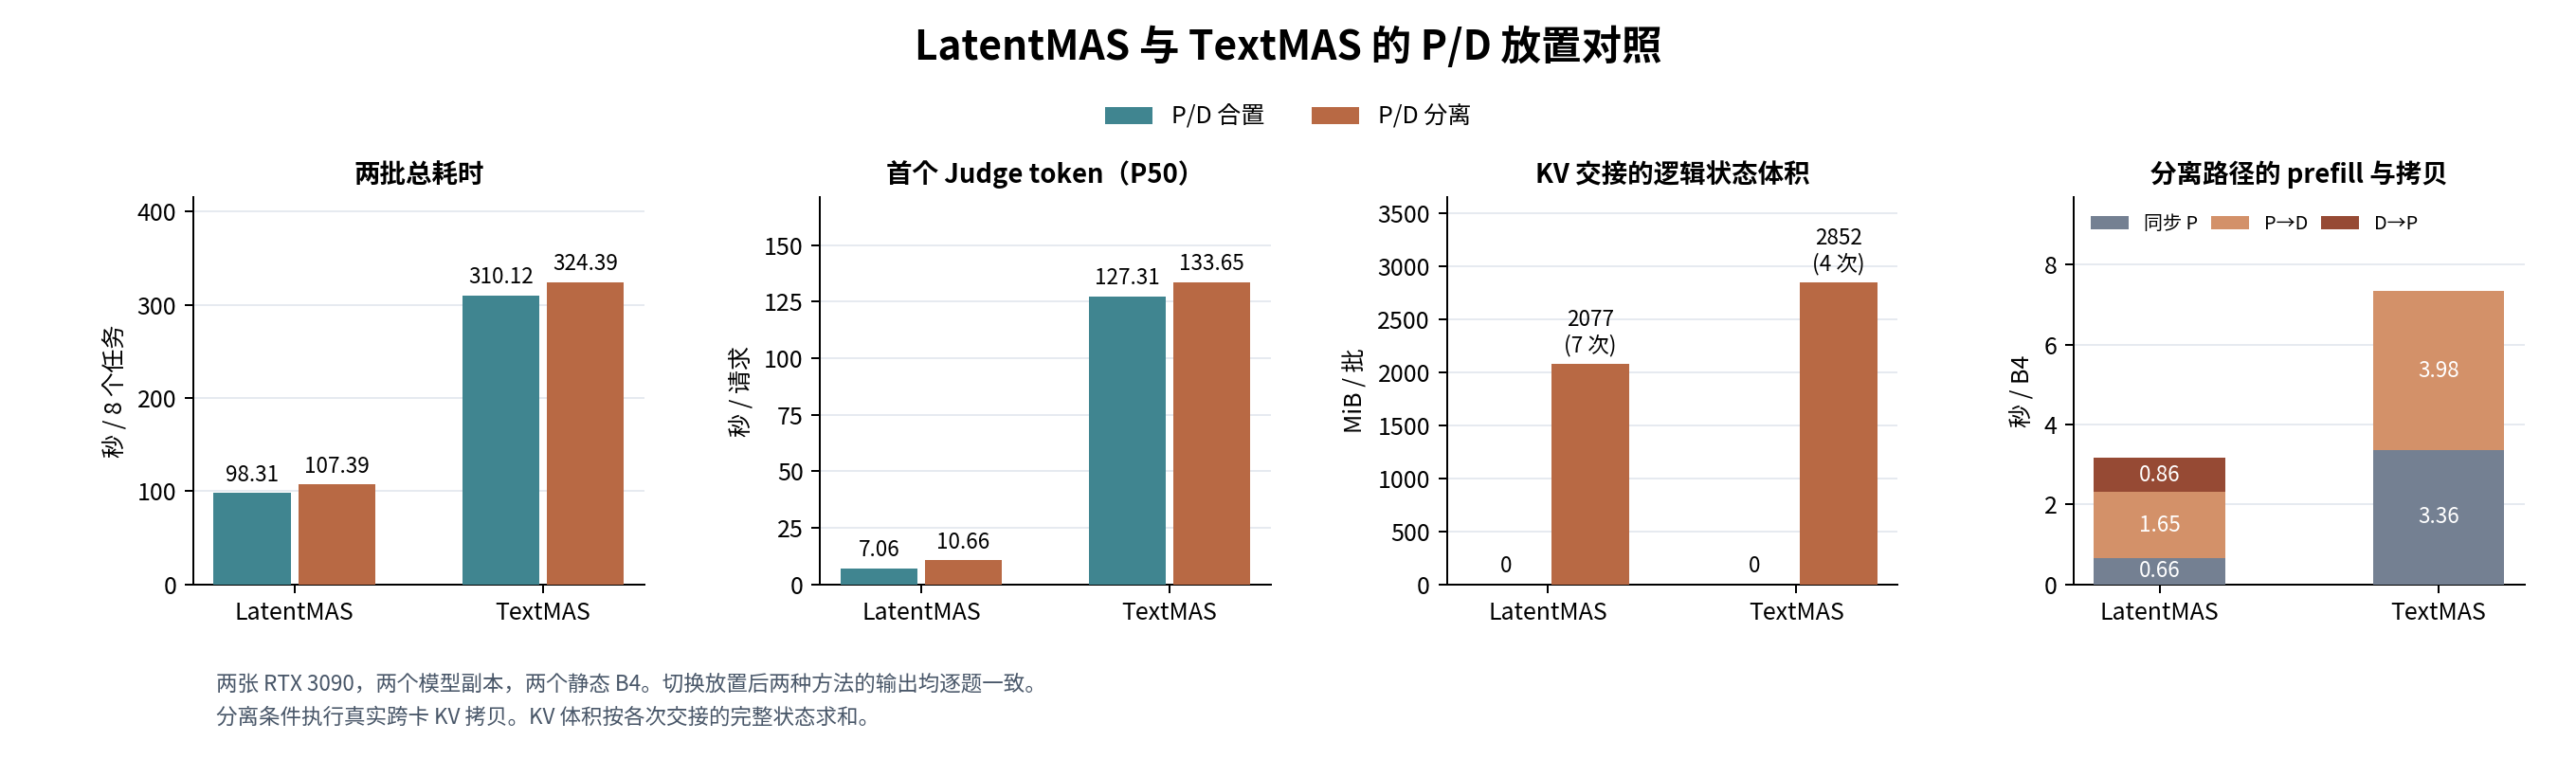 LatentMAS 与 TextMAS 的 P/D 放置对照
P/D 合置
P/D 分离
两批总耗时
秒 / 8 个任务
400
300
200
100
0
98.31
107.39
310.12
324.39
LatentMAS
TextMAS
首个 Judge token（P50）
秒 / 请求
150
125
100
75
50
25
0
7.06
10.66
127.31
133.65
LatentMAS
TextMAS
KV 交接的逻辑状态体积
MiB / 批
3500
3000
2500
2000
1500
1000
500
0
0
2077
(7 次)
0
2852
(4 次)
LatentMAS
TextMAS
分离路径的 prefill 与拷贝
同步 P
P→D
D→P
秒 / B4
8
6
4
2
0
0.86
1.65
0.66
3.98
3.36
LatentMAS
TextMAS
两张 RTX 3090，两个模型副本，两个静态 B4。切换放置后两种方法的输出均逐题一致。
分离条件执行真实跨卡 KV 拷贝。KV 体积按各次交接的完整状态求和。